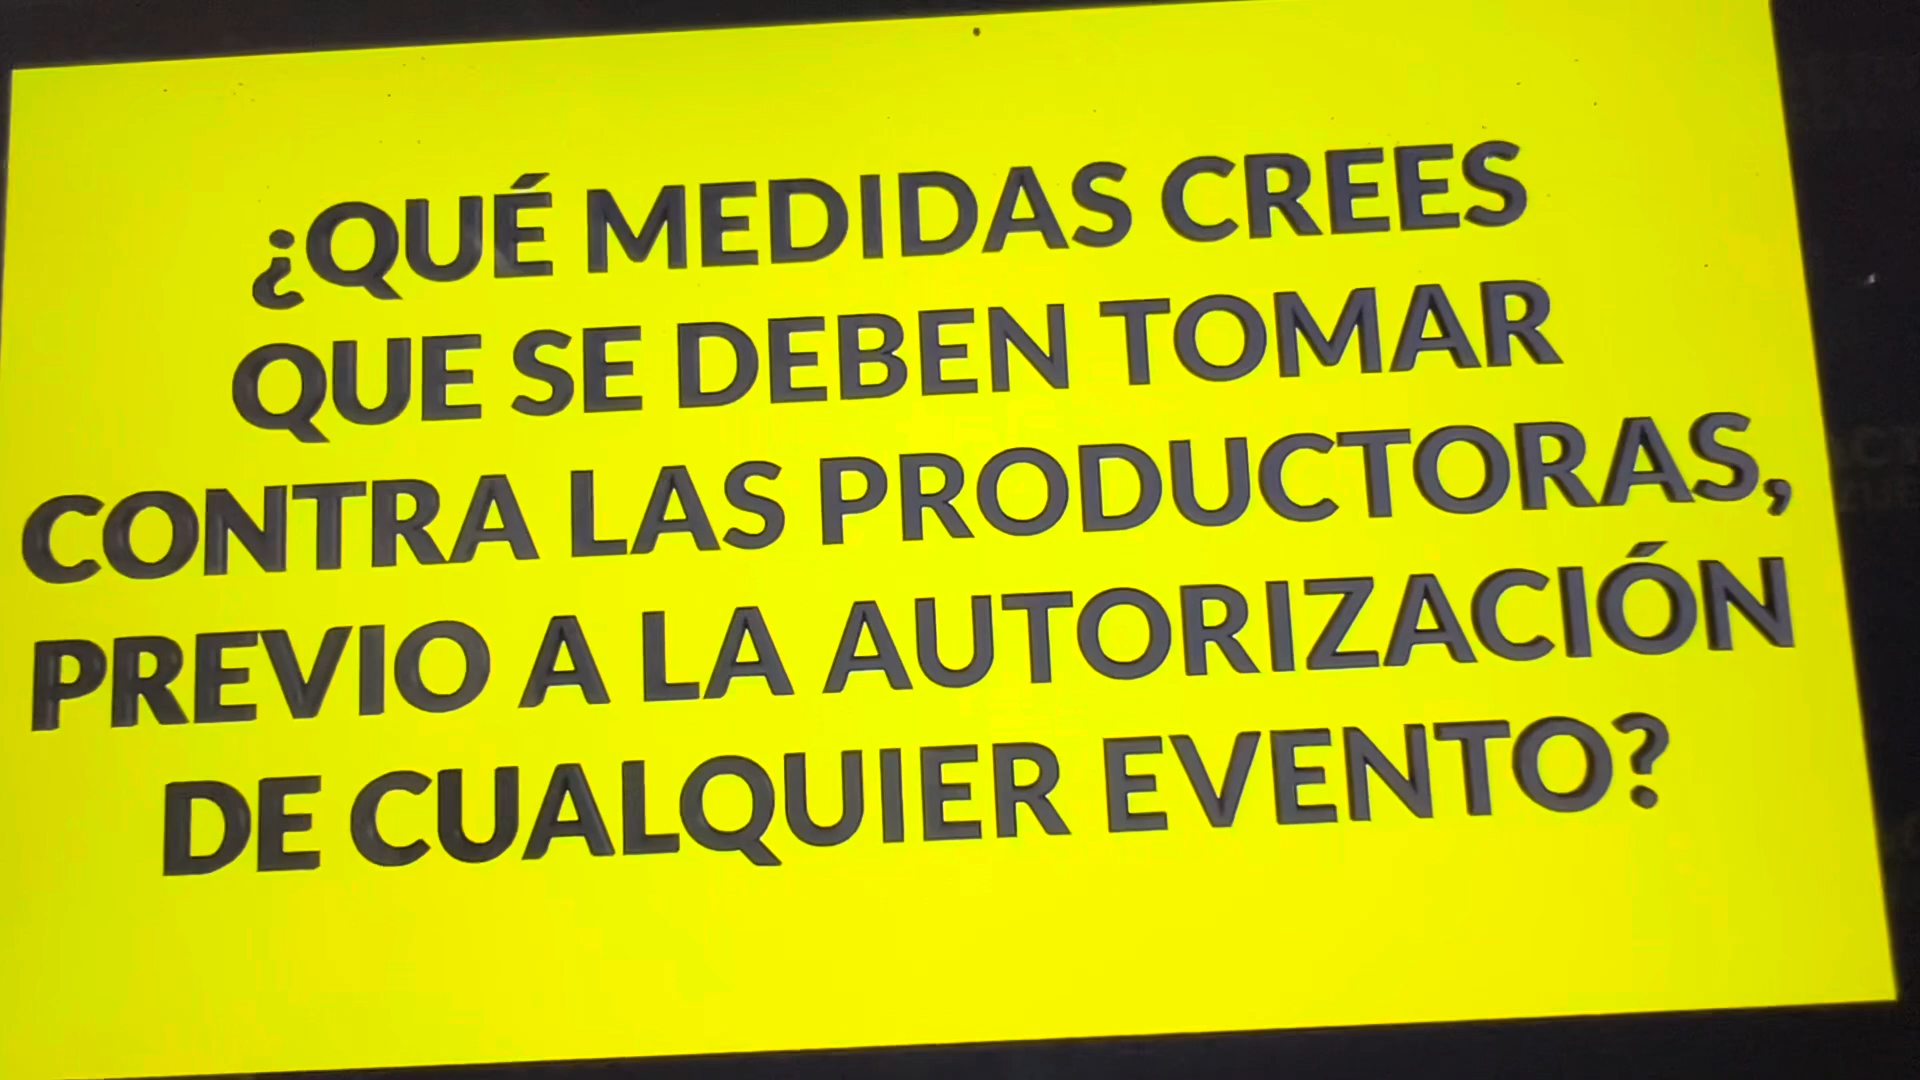 ¿QUÉ MEDIDAS CREES
QUE SE DEBEN TOMAR
CONTRA LAS PRODUCTORAS,
PREVIO A LA AUTORIZACIÓN
DE CUALQUIER EVENTO?